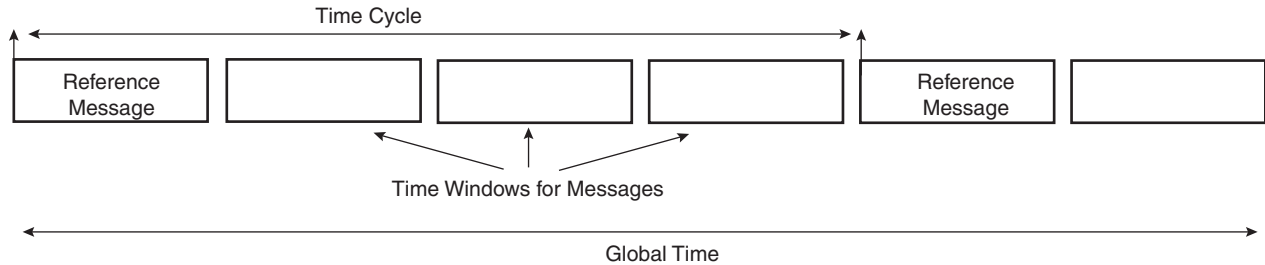 Time Cycle
Reference
Message
Reference
Message
Time Windows for Messages
Global Time